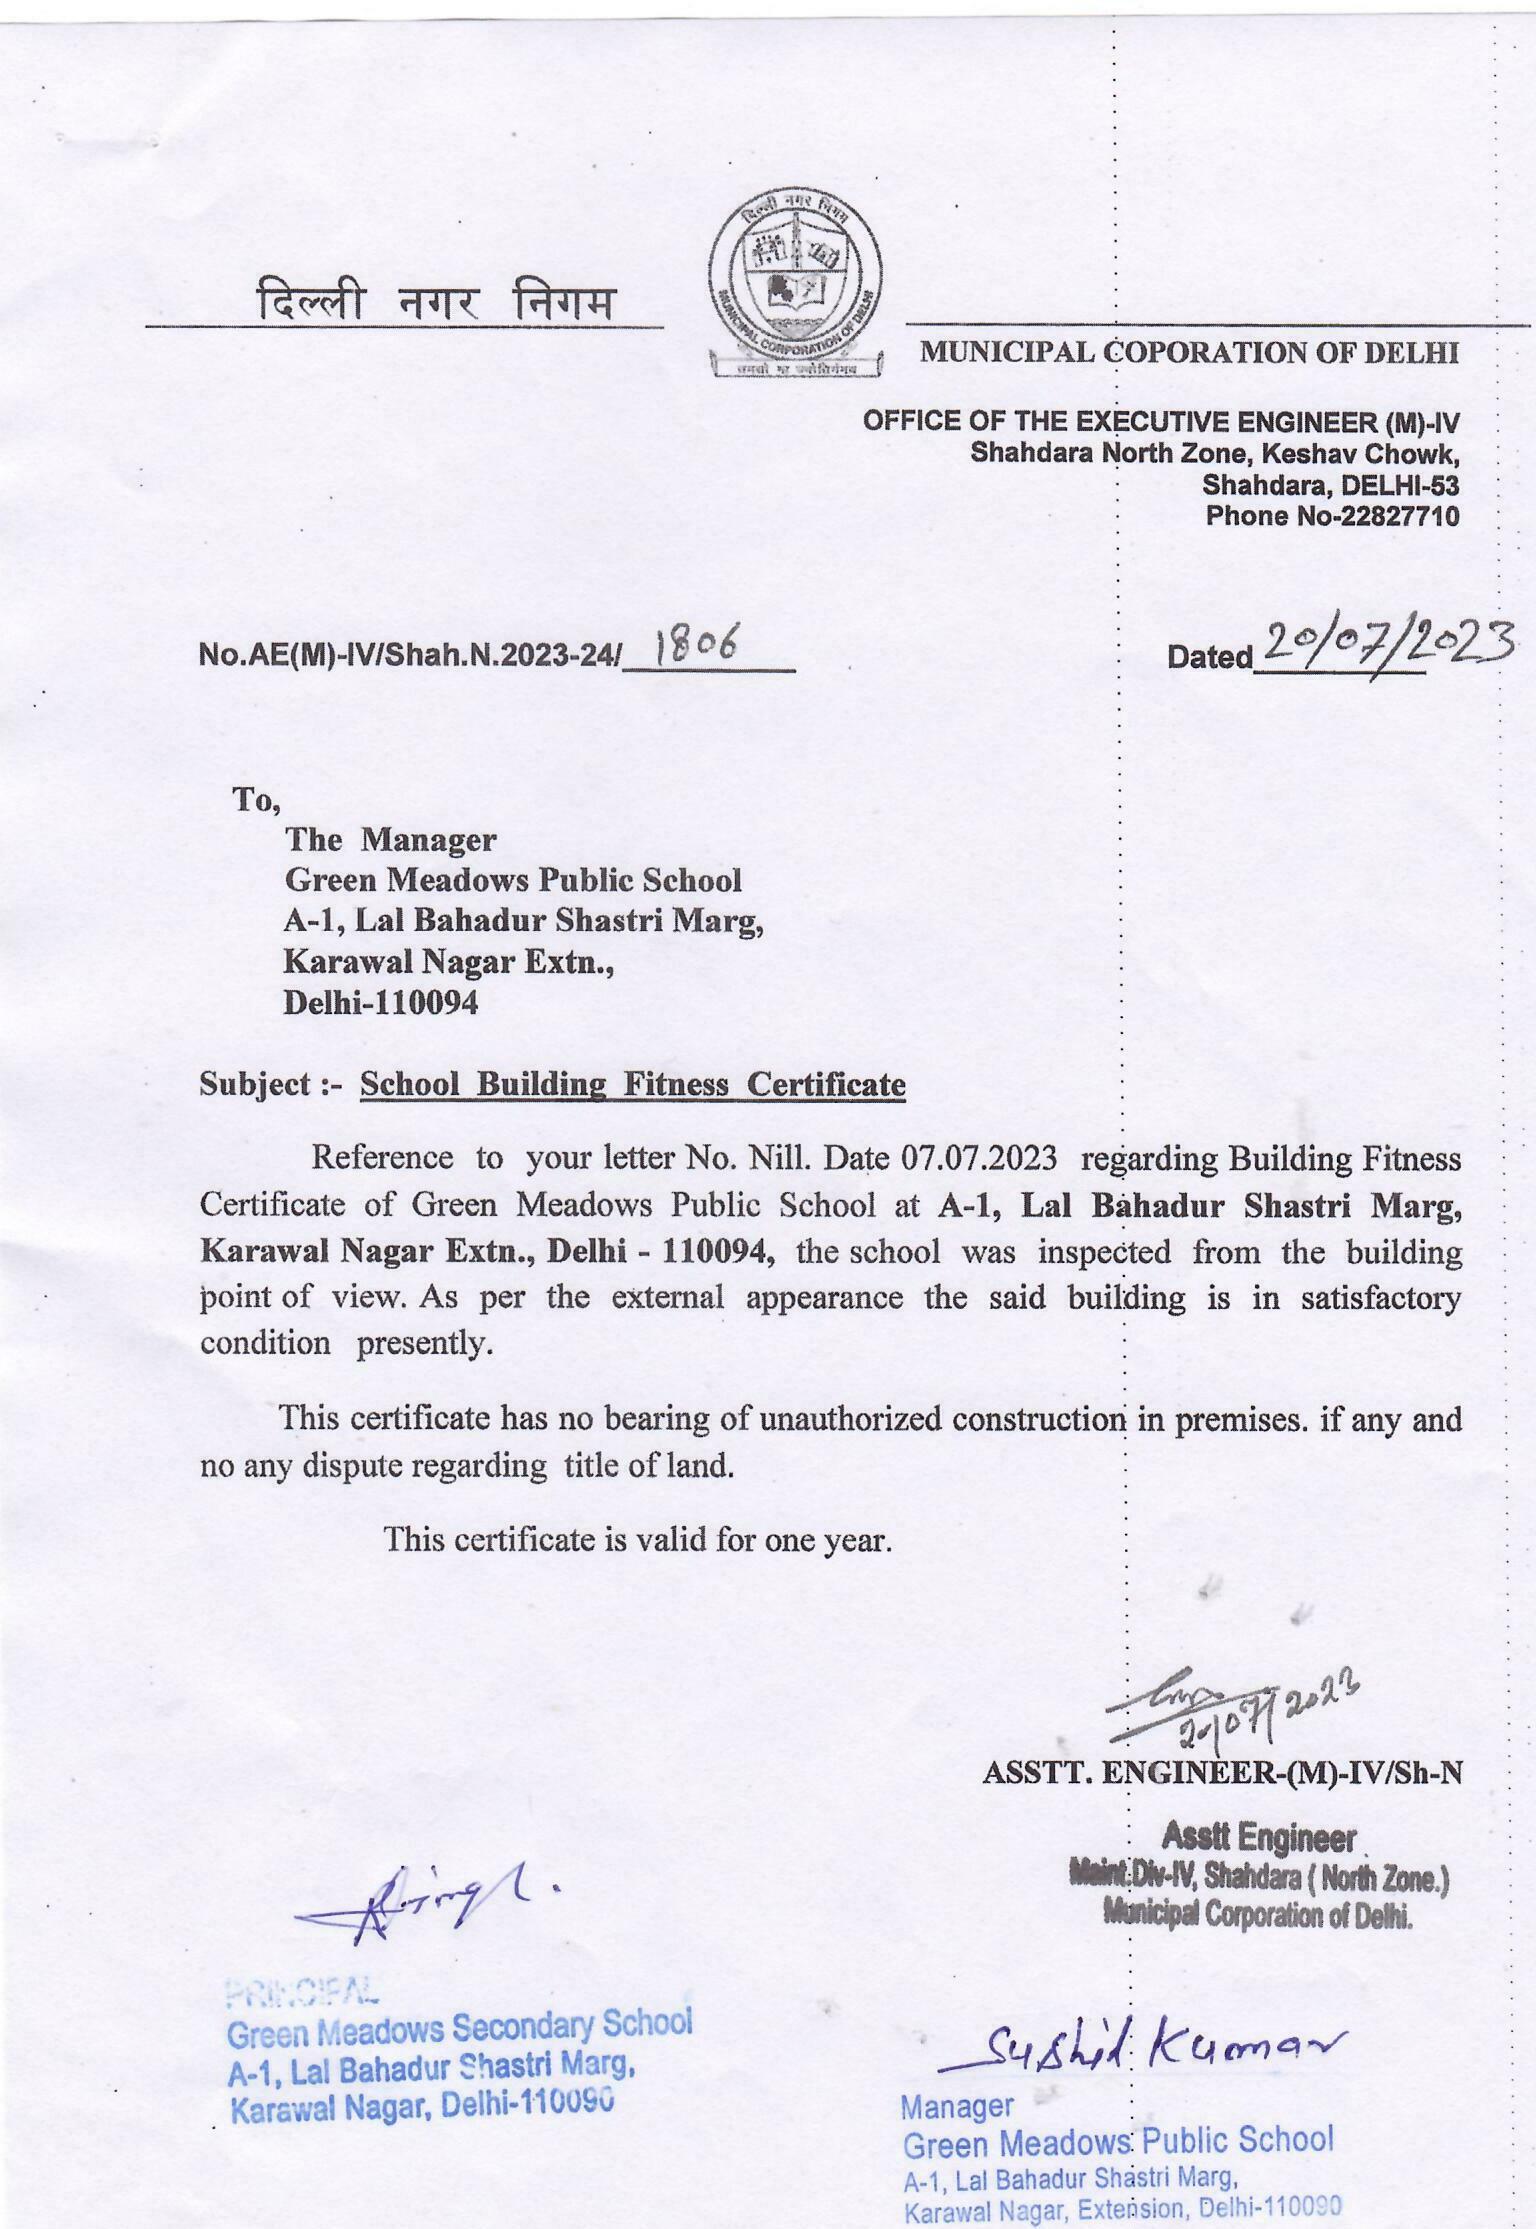 दिल्ली नगर निगम
दिल्ली नगर निगम
MUNICIPAL CORPORATION OF DELHI
तमसो मा ज्योतिर्गमय
MUNICIPAL COPORATION OF DELHI
OFFICE OF THE EXECUTIVE ENGINEER (M)-IV
Shahdara North Zone, Keshav Chowk,
Shahdara, DELHI-53
Phone No-22827710
No.AE(M)-IV/Shah.N.2023-24/ 1806
Dated 20/07/2023
To,
The Manager
Green Meadows Public School
A-1, Lal Bahadur Shastri Marg,
Karawal Nagar Extn.,
Delhi-110094
Subject :- School Building Fitness Certificate
Reference to your letter No. Nill. Date 07.07.2023 regarding Building Fitness
Certificate of Green Meadows Public School at A-1, Lal Bahadur Shastri Marg,
Karawal Nagar Extn., Delhi - 110094, the school was inspected from the building
point of view. As per the external appearance the said building is in satisfactory
condition presently.
This certificate has no bearing of unauthorized construction in premises. if any and
no any dispute regarding title of land.
This certificate is valid for one year.
20/07/2023
ASSTT. ENGINEER-(M)-IV/Sh-N
Asstt Engineer
Maint.Div-IV, Shahdara ( North Zone.)
Municipal Corporation of Delhi.
PRINCIPAL
Green Meadows Secondary School
A-1, Lal Bahadur Shastri Marg,
Karawal Nagar, Delhi-110090
Sushil Kumar
Manager
Green Meadows Public School
A-1, Lal Bahadur Shastri Marg,
Karawal Nagar, Extension, Delhi-110090